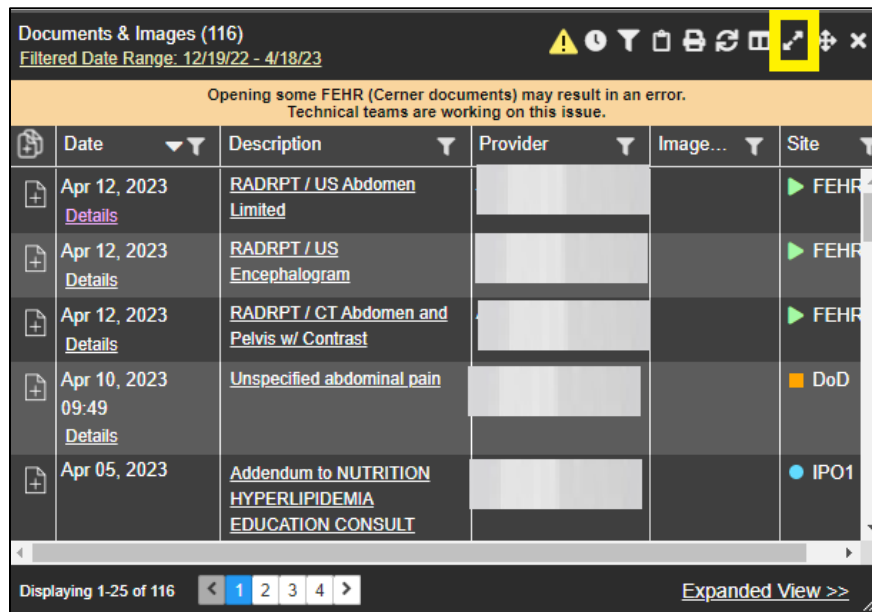 Documents & Images (116)
Filtered Date Range: 12/19/22 - 4/18/23
Opening some FEHR (Cerner documents) may result in an error.
Technical teams are working on this issue.
Date Description Provider Image... Site
Apr 12, 2023 RADRPT / US Abdomen FEHR
Details Limited
Apr 12, 2023 RADRPT / US FEHR
Details Encephalogram
Apr 12, 2023 RADRPT / CT Abdomen and FEHR
Details Pelvis w/ Contrast
Apr 10, 2023 Unspecified abdominal pain DoD
09:49
Details
Apr 05, 2023 Addendum to NUTRITION IPO1
HYPERLIPIDEMIA
EDUCATION CONSULT
Displaying 1-25 of 116 < 1 2 3 4 > Expanded View >>